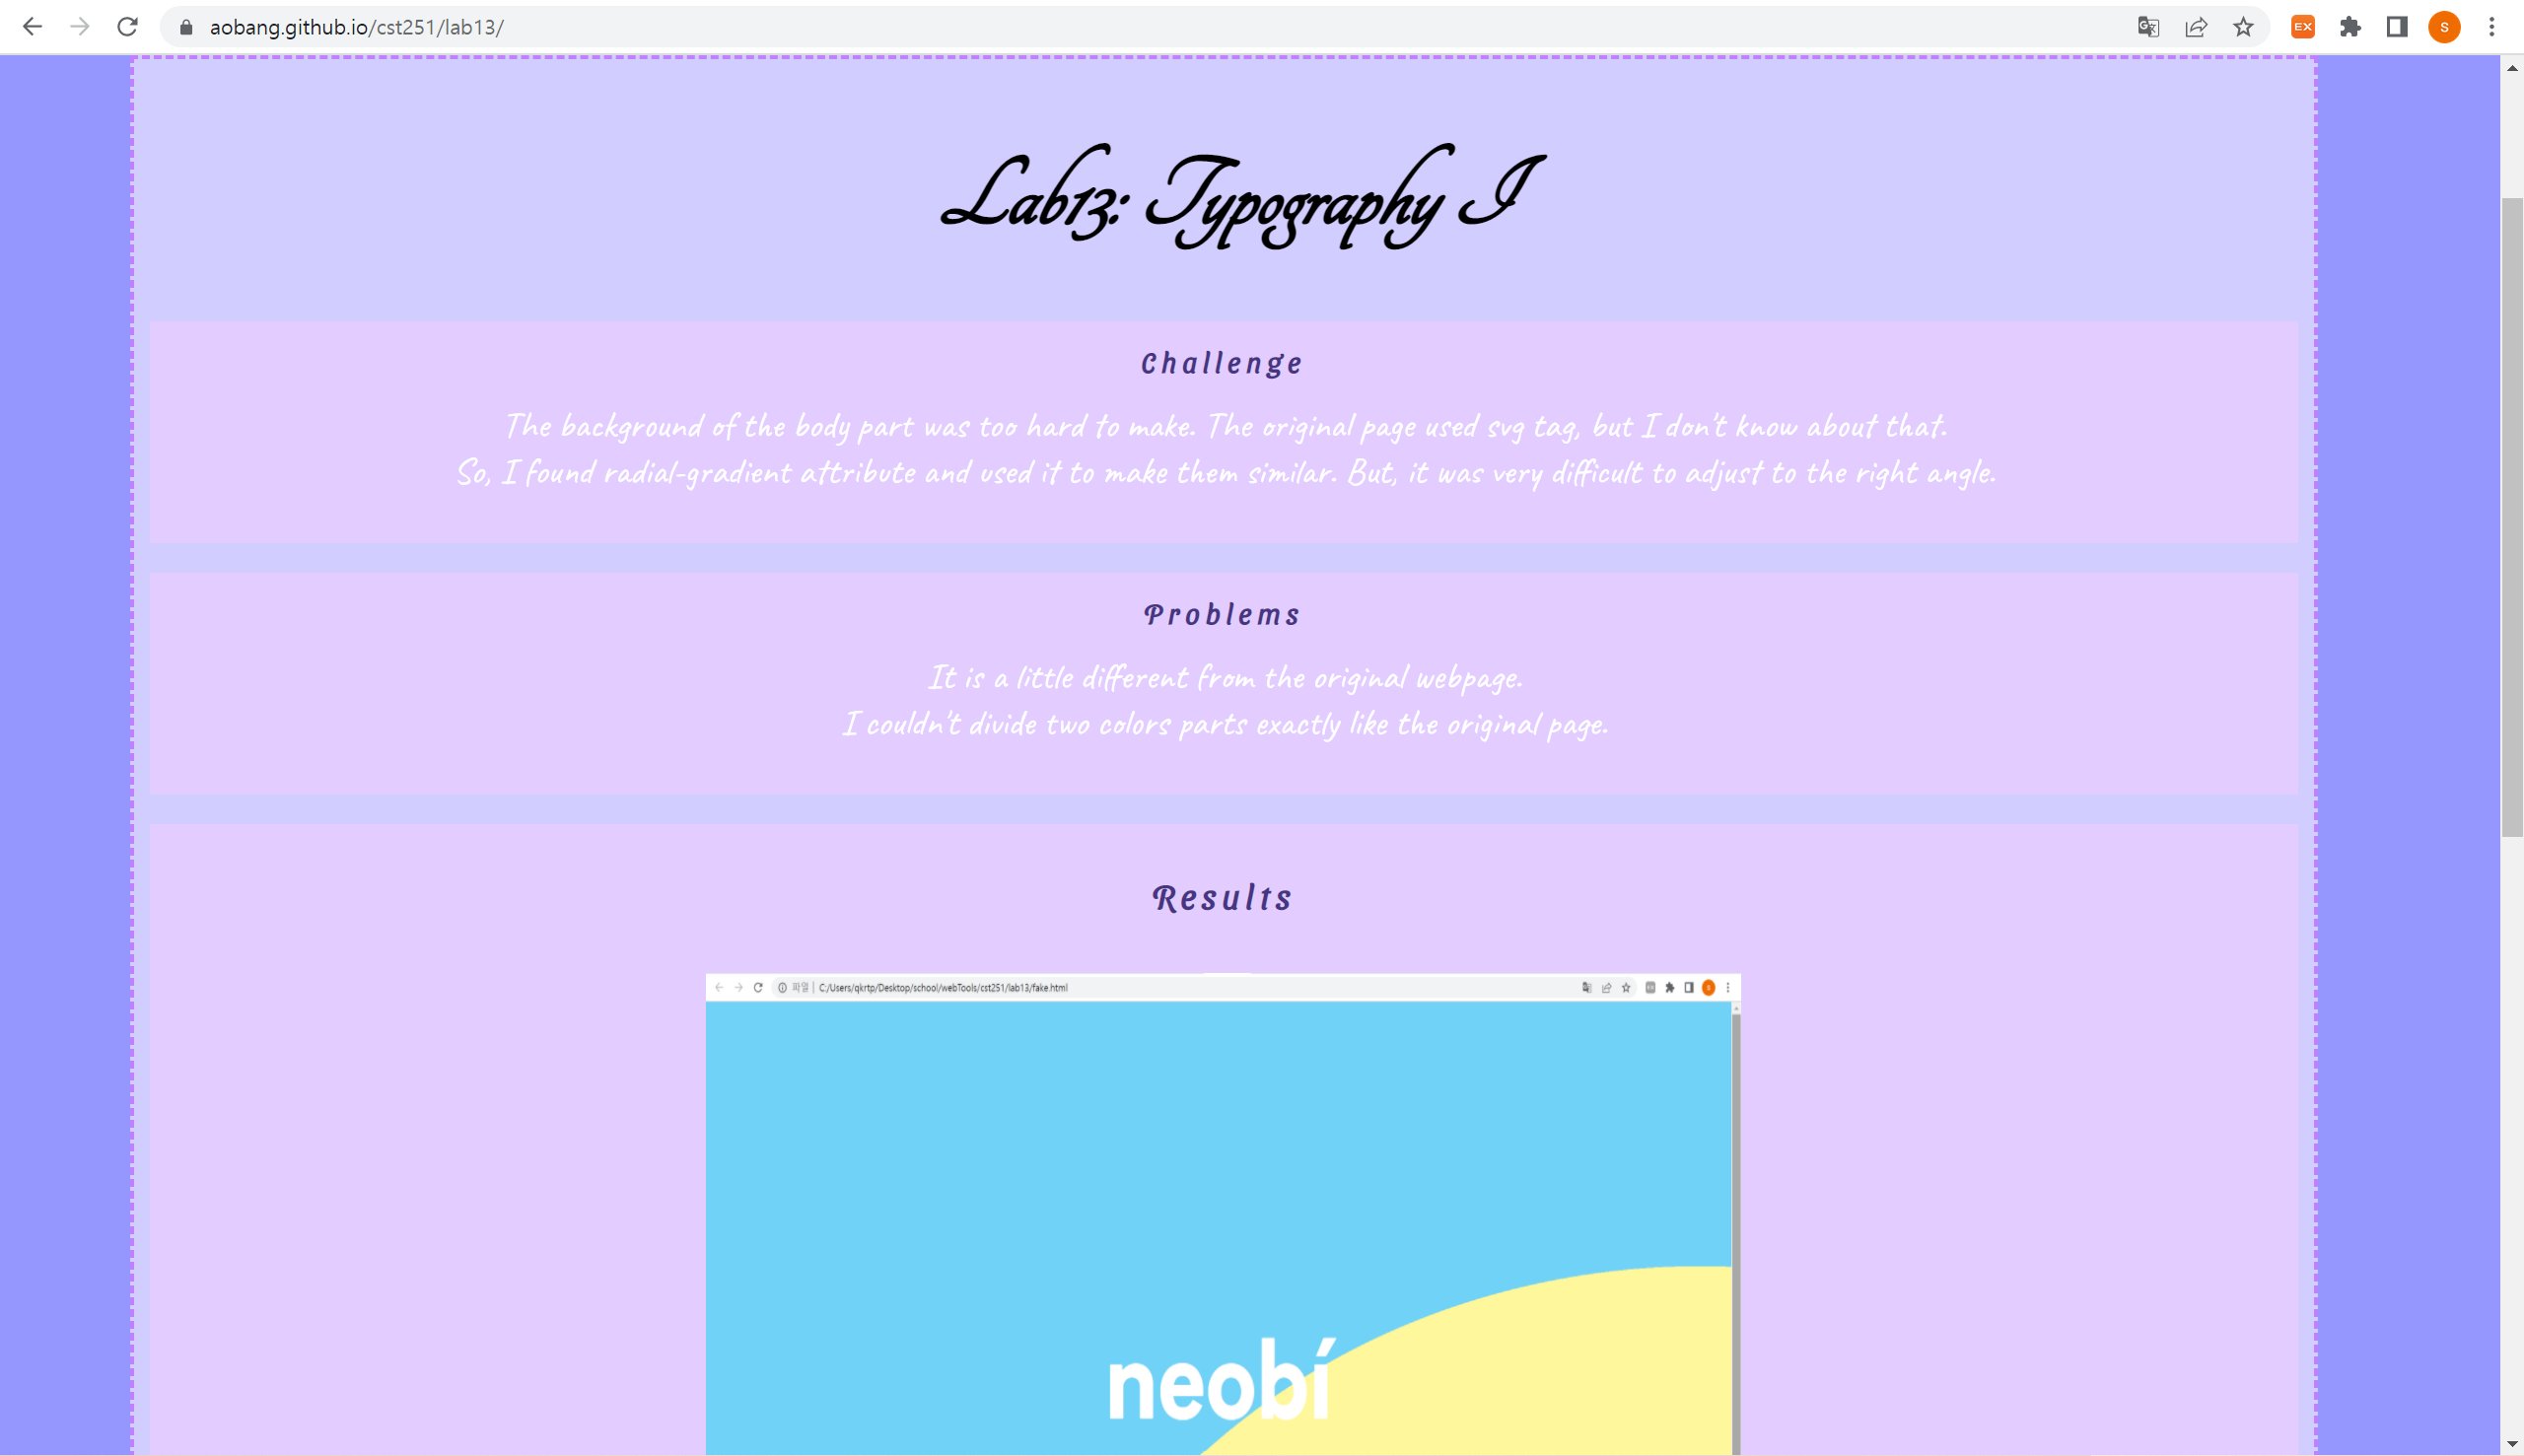 aobang.github.io/cst251/lab13/
EX
S
Lab13: Typography I
Challenge
The background of the body part was too hard to make. The original page used svg tag, but I don't know about that.
So, I found radial-gradient attribute and used it to make them similar. But, it was very difficult to adjust to the right angle.
Problems
It is a little different from the original webpage.
I couldn't divide two colors parts exactly like the original page.
Results
파일 | C:/Users/qkrtp/Desktop/school/webTools/cst251/lab13/fake.html
neobí